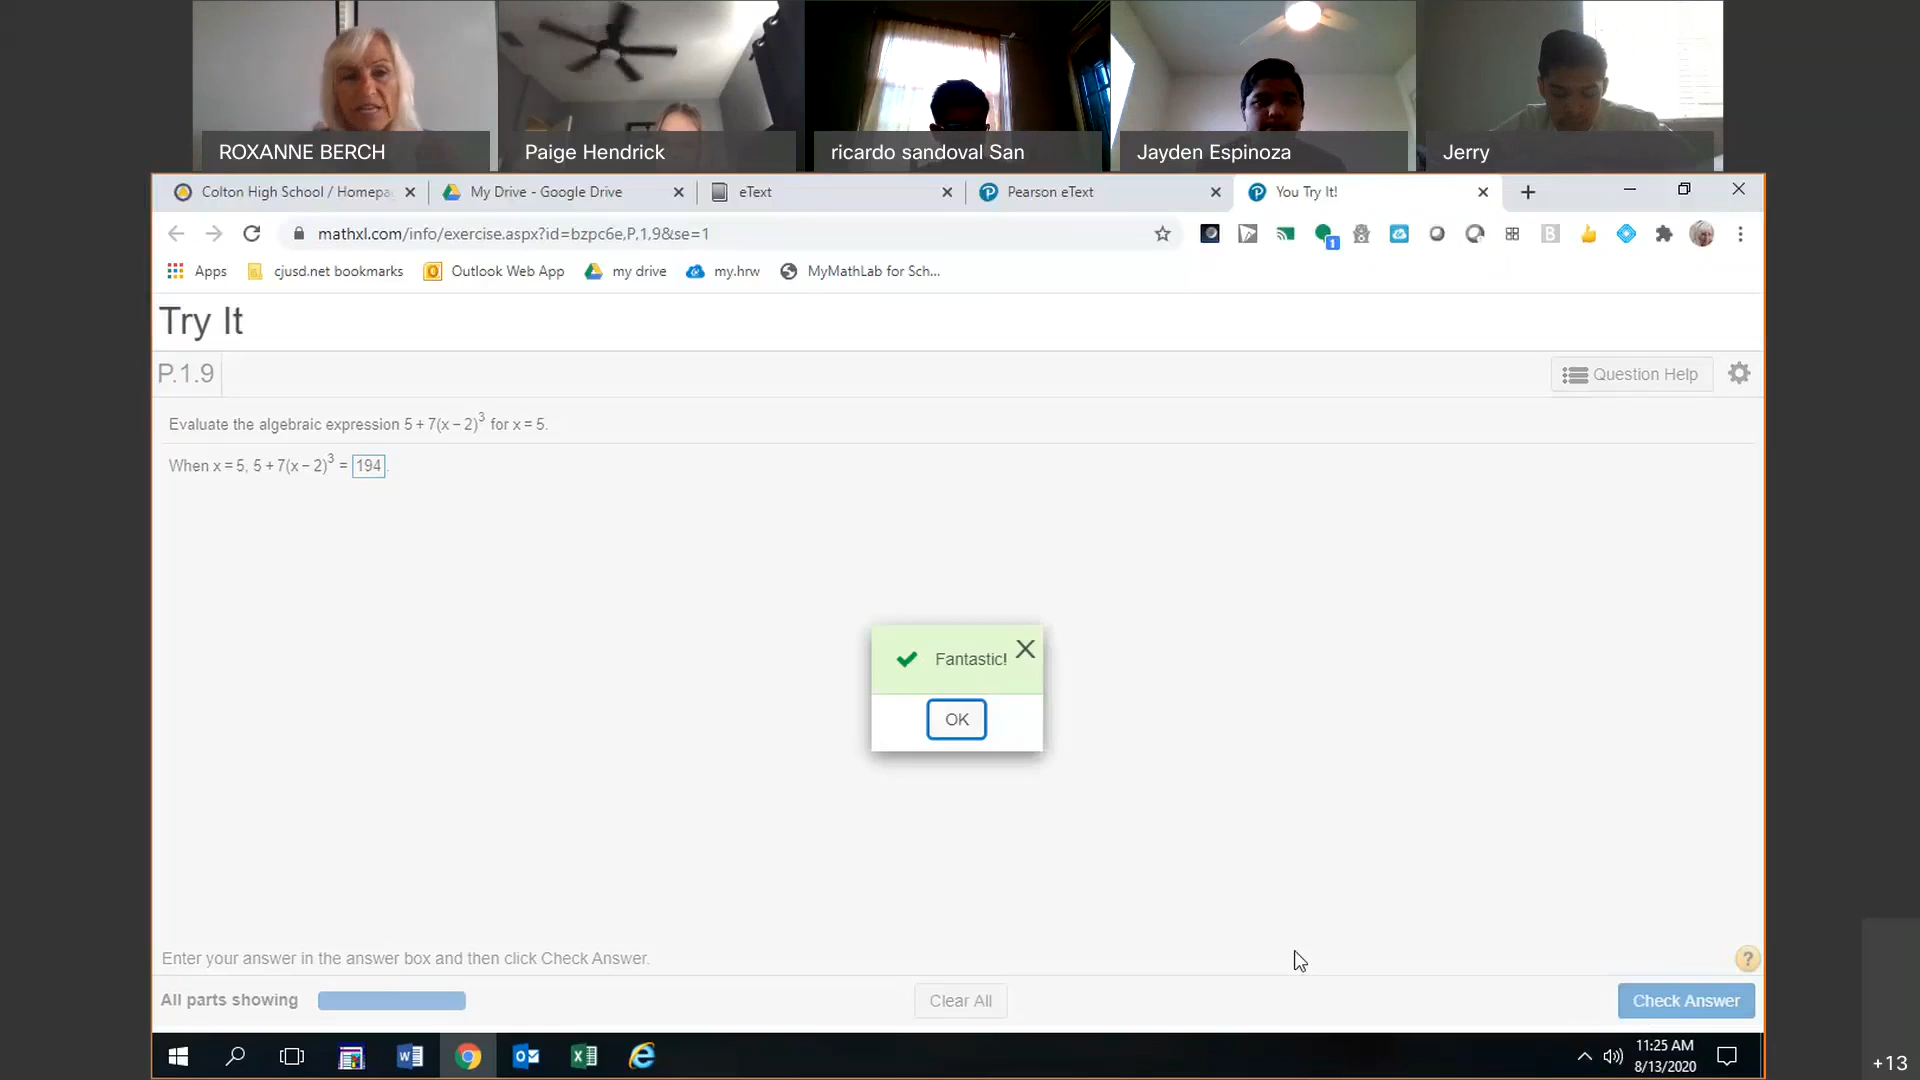 ROXANNE BERCH
Paige Hendrick
ricardo sandoval San
Jayden Espinoza
Jerry
Colton High School / Homepa
My Drive - Google Drive
eText
Pearson eText
You Try It!
mathxl.com/info/exercise.aspx?id=bzpc6e,P,1,9&se=1
1
B
Apps
cjusd.net bookmarks
Outlook Web App
my drive
my.hrw
MyMathLab for Sch...
Try It
P.1.9
Question Help
Evaluate the algebraic expression 5 + 7(x − 2)³ for x = 5.
When x = 5, 5 + 7(x − 2)³ = 194.
Fantastic!
OK
Enter your answer in the answer box and then click Check Answer.
?
All parts showing
Clear All
Check Answer
11:25 AM
8/13/2020
+13